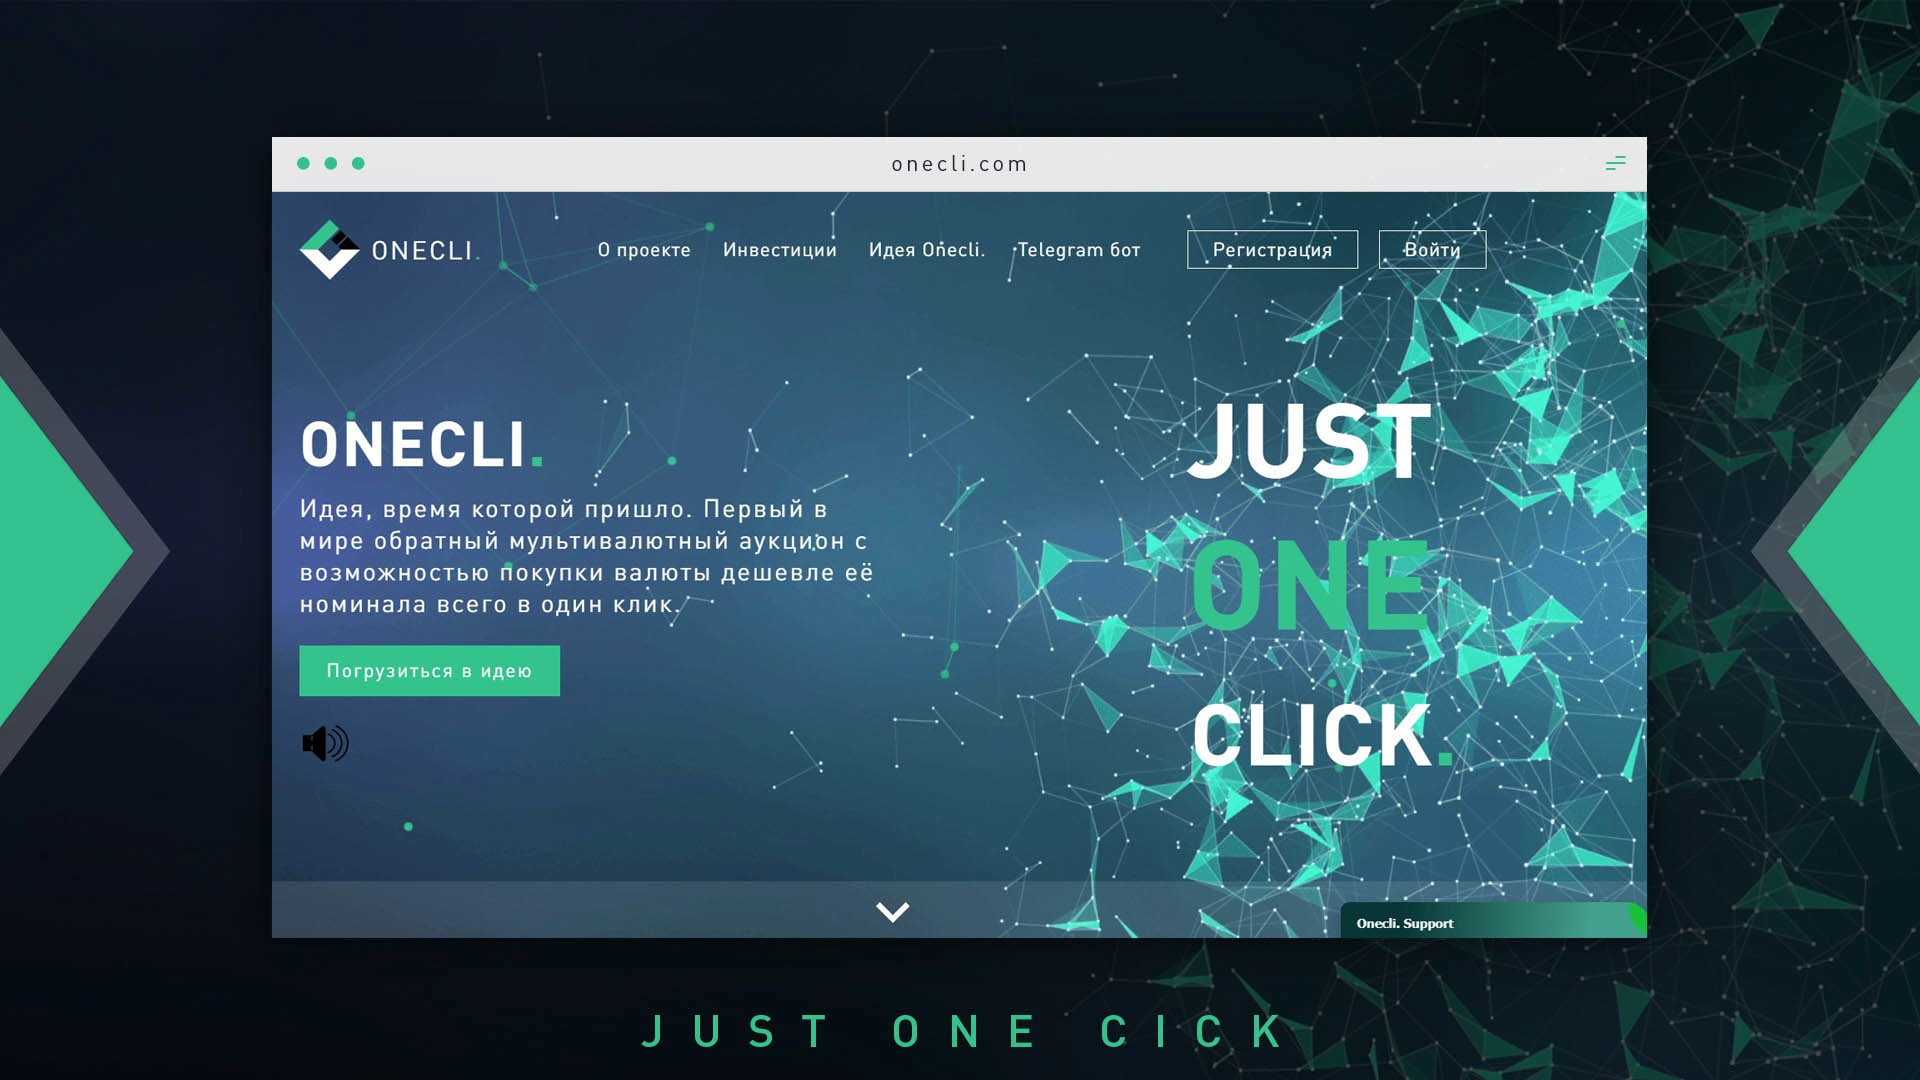 onecli.com
ONECLI.
О проекте Инвестиции Идея Onecli. Telegram бот Регистрация Войти
ONECLI.
Идея, время которой пришло. Первый в
мире обратный мультивалютный аукцион с
возможностью покупки валюты дешевле её
номинала всего в один клик.
Погрузиться в идею
JUST
ONE
CLICK.
Onecli. Support
JUST ONE CICK